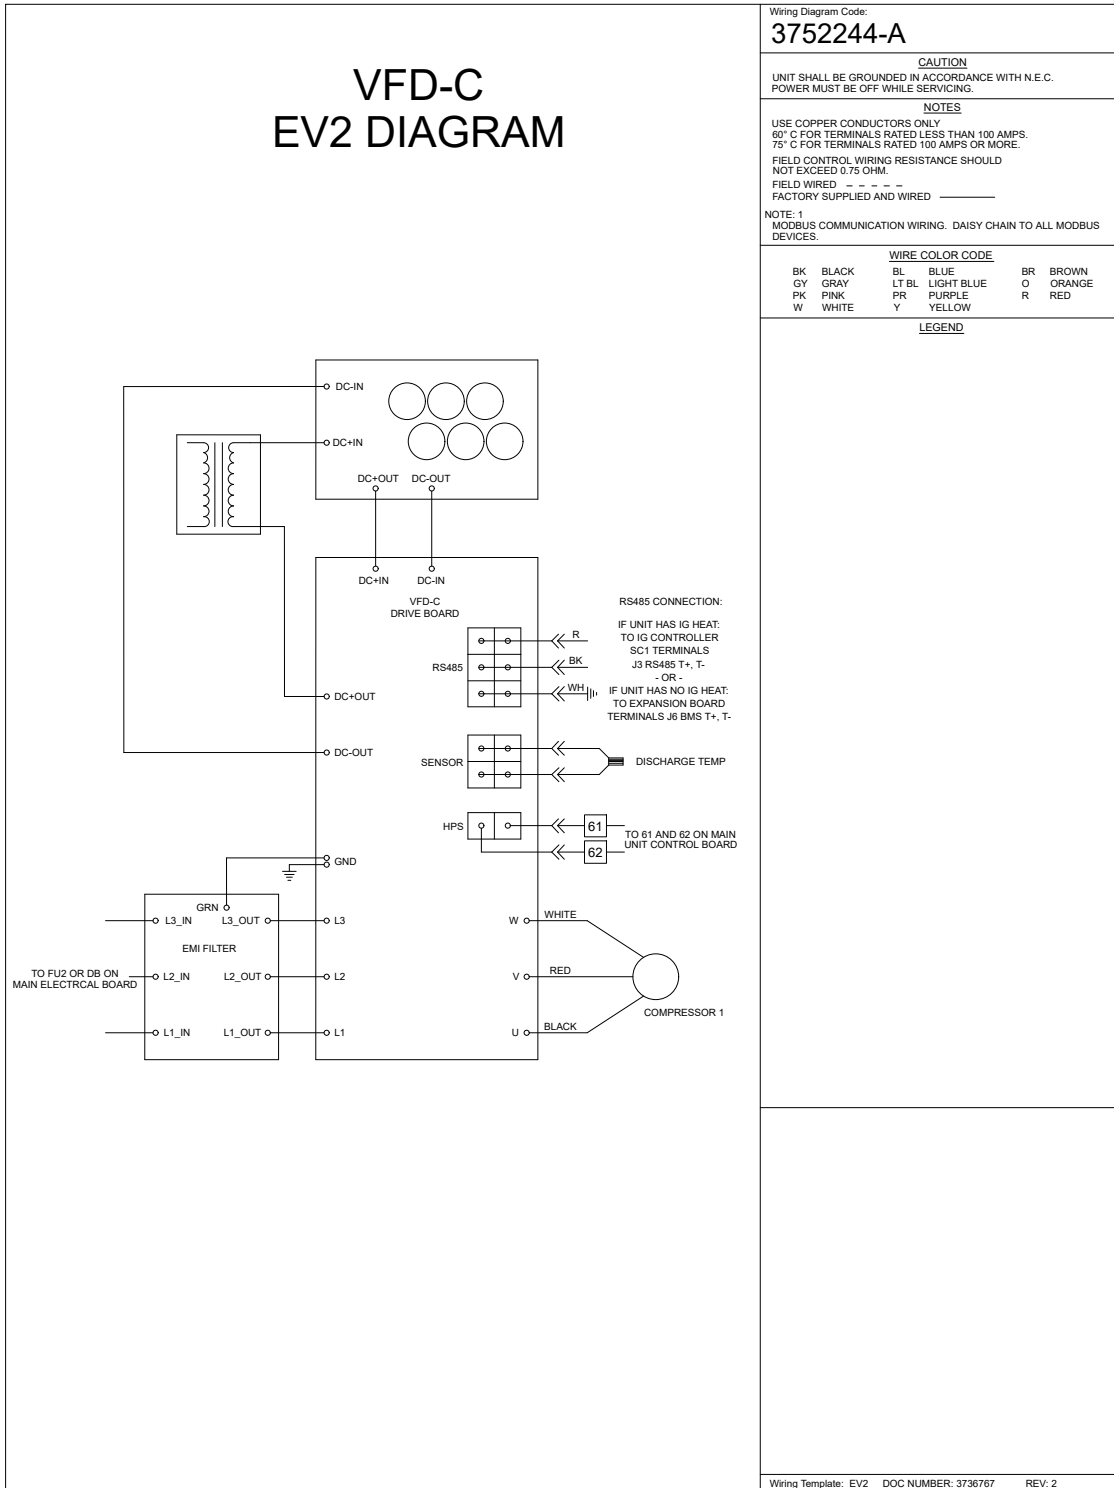 VFD-C
EV2 DIAGRAM
Wiring Diagram Code:
3752244-A
CAUTION
UNIT SHALL BE GROUNDED IN ACCORDANCE WITH N.E.C.
POWER MUST BE OFF WHILE SERVICING.
NOTES
USE COPPER CONDUCTORS ONLY
60° C FOR TERMINALS RATED LESS THAN 100 AMPS.
75° C FOR TERMINALS RATED 100 AMPS OR MORE.
FIELD CONTROL WIRING RESISTANCE SHOULD
NOT EXCEED 0.75 OHM.
FIELD WIRED
FACTORY SUPPLIED AND WIRED
NOTE: 1
MODBUS COMMUNICATION WIRING. DAISY CHAIN TO ALL MODBUS
DEVICES.
WIRE COLOR CODE
BK BLACK BL BLUE BR BROWN
GY GRAY LT BL LIGHT BLUE O ORANGE
PK PINK PR PURPLE R RED
W WHITE Y YELLOW
LEGEND
DC-IN
DC+IN
DC+OUT DC-OUT
DC+IN DC-IN
VFD-C
DRIVE BOARD
RS485
R
BK
WH
RS485 CONNECTION:
IF UNIT HAS IG HEAT:
TO IG CONTROLLER
SC1 TERMINALS
J3 RS485 T+, T-
- OR -
IF UNIT HAS NO IG HEAT:
TO EXPANSION BOARD
TERMINALS J6 BMS T+, T-
DC+OUT
DC-OUT
SENSOR
DISCHARGE TEMP
HPS
61
62
TO 61 AND 62 ON MAIN
UNIT CONTROL BOARD
GND
GRN
L3_IN L3_OUT L3
EMI FILTER
TO FU2 OR DB ON
MAIN ELECTRCAL BOARD
L2_IN L2_OUT L2
L1_IN L1_OUT L1
W WHITE
V RED
U BLACK
COMPRESSOR 1
Wiring Template: EV2 DOC NUMBER: 3736767 REV: 2